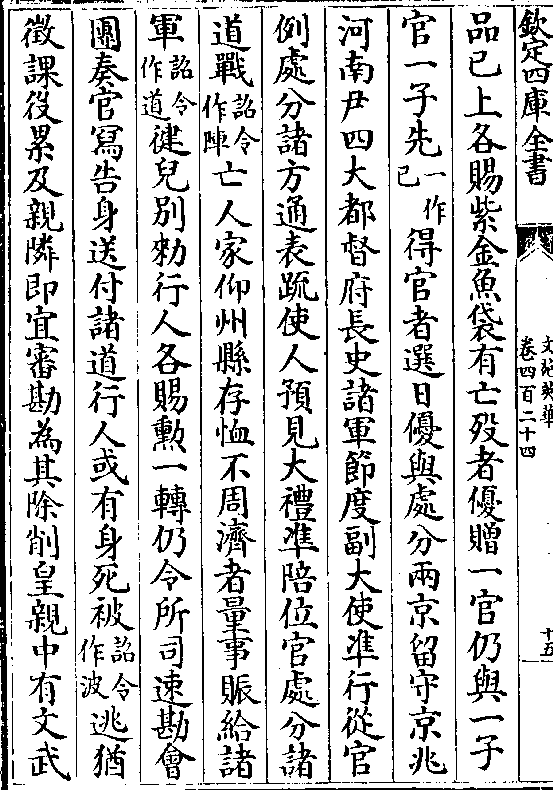 欽定四庫全書
文苑英華
卷四百二十四
十五
品已上各賜紫金魚袋有亡殁者優贈一官仍與一子
官一子先一作已得官者選日優與處分兩京留守京兆
河南尹四大都督府長史諸軍節度副大使準行從官
例處分諸方通表䟽使人預見大禮準陪位官處分諸
道戰詔令作陣亡人家仰州縣存恤不周濟者量事賑給諸
軍詔令作道健兒别勑行人各賜勲一轉仍令所司速勘會
團奏官寫告身送付諸道行人或有身死被詔令作波逃猶
徵課役累及親隣即宜審勘為其除削皇親中有文武